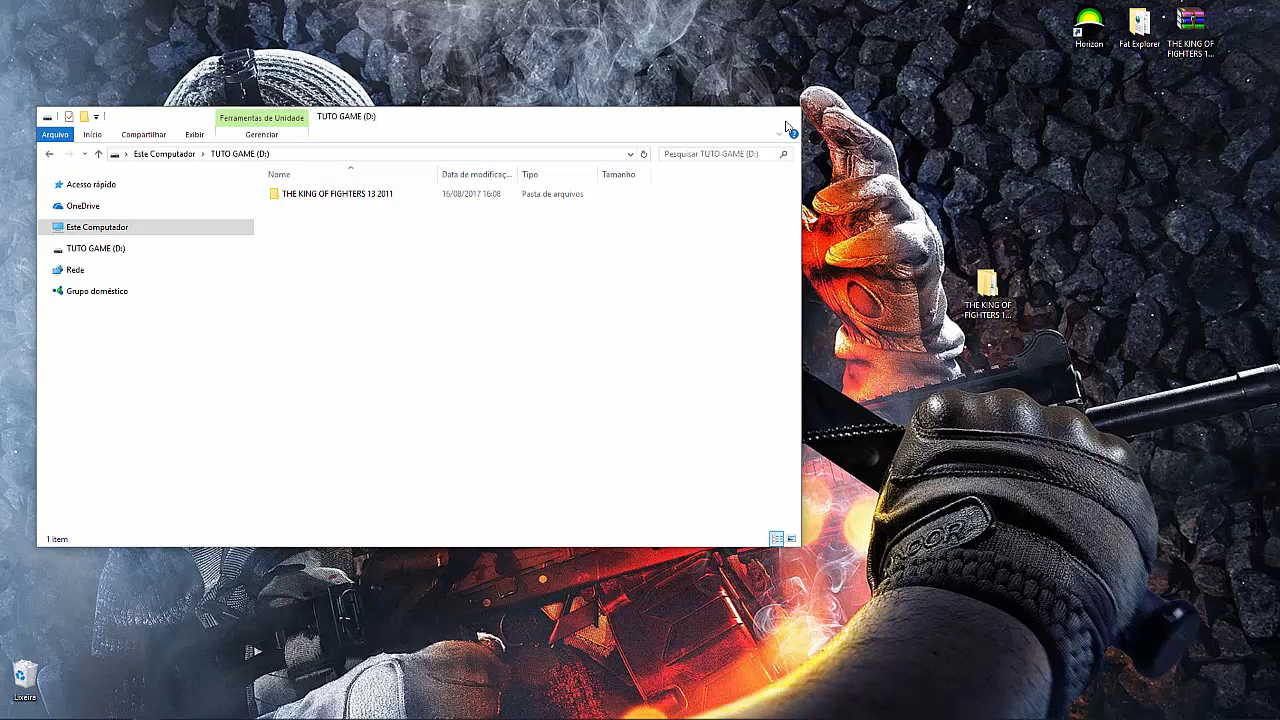 Horizon
Fat Explorer
THE KING OF
FIGHTERS 1...
Ferramentas de Unidade
TUTO GAME (D:)
Arquivo
Início
Compartilhar
Exibir
Gerenciar
Este Computador
TUTO GAME (D:)
Pesquisar TUTO GAME (D:)
Acesso rápido
OneDrive
Este Computador
TUTO GAME (D:)
Rede
Grupo doméstico
Nome
Data de modificaç...
Tipo
Tamanho
THE KING OF FIGHTERS 13 2011
16/08/2017 16:08
Pasta de arquivos
THE KING OF
FIGHTERS 1...
1 item
Lixeira